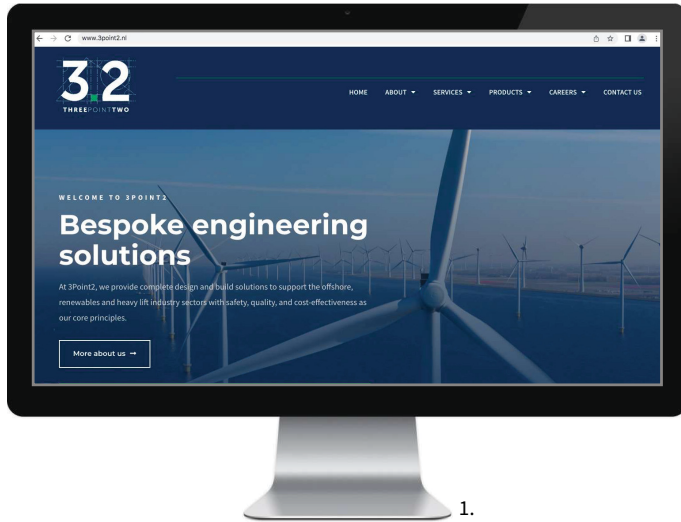 www.3point2.nl
3.2
THREEPOINTTWO
HOME ABOUT SERVICES PRODUCTS CAREERS CONTACT US
WELCOME TO 3POINT2
Bespoke engineering
solutions
At 3Point2, we provide complete design and build solutions to support the offshore,
renewables and heavy lift industry sectors with safety, quality, and cost-effectiveness as
our core principles.
More about us →
1.